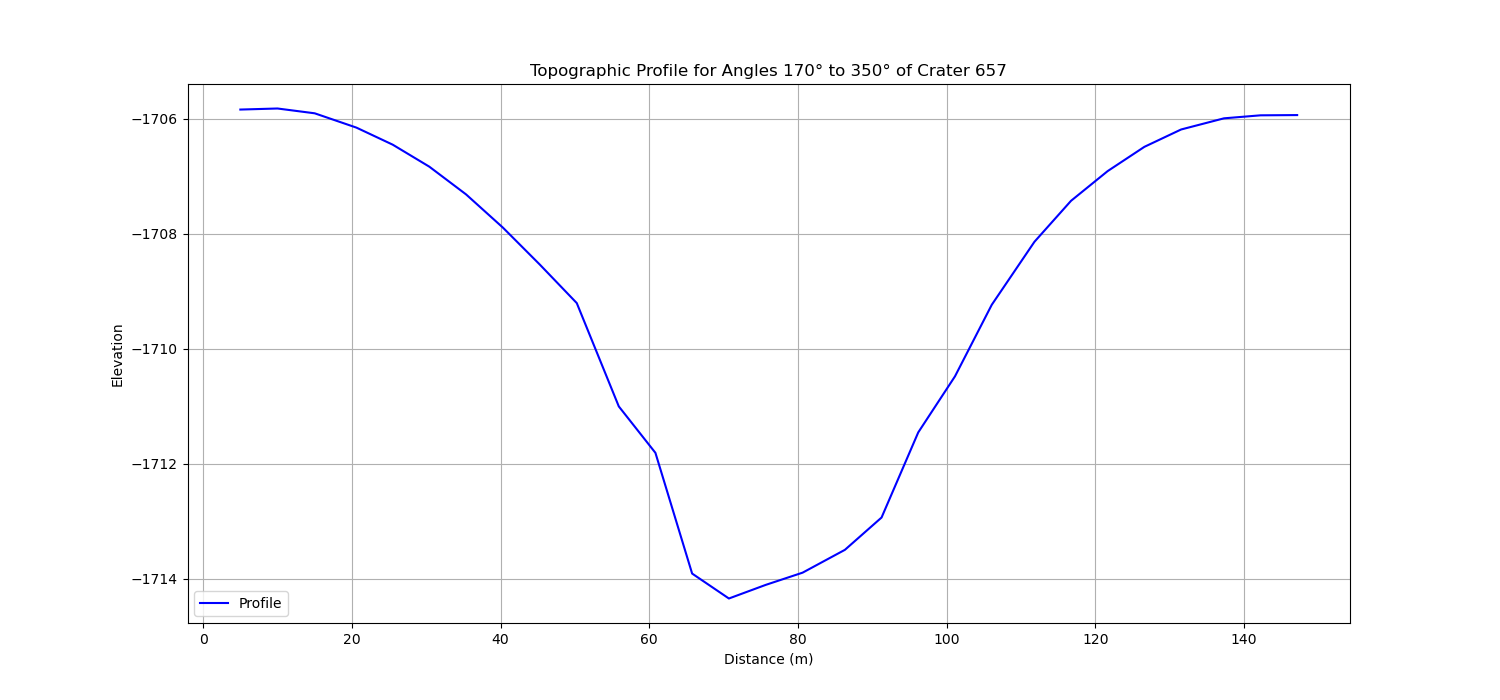 Topographic Profile for Angles 170° to 350° of Crater 657
−1706
−1708
−1710
−1712
−1714
Elevation
Profile
0 20 40 60 80 100 120 140
Distance (m)